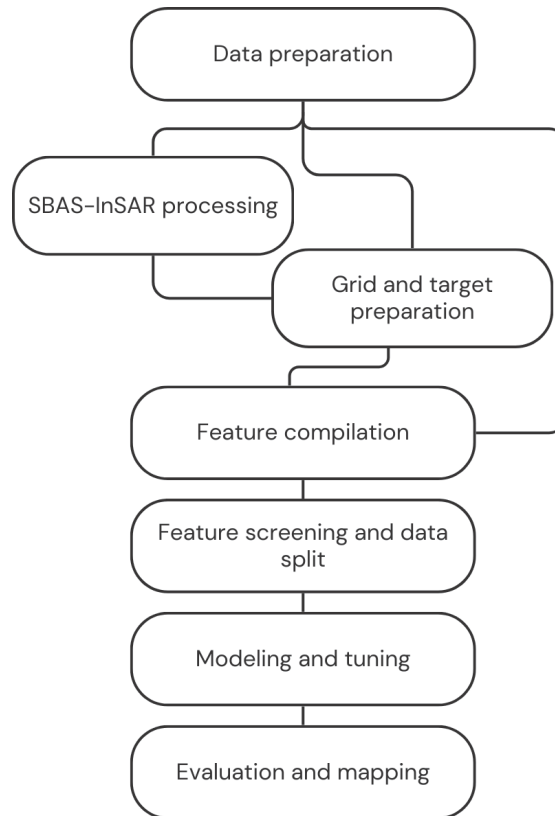 Data preparation
SBAS-InSAR processing
Grid and target
preparation
Feature compilation
Feature screening and data
split
Modeling and tuning
Evaluation and mapping